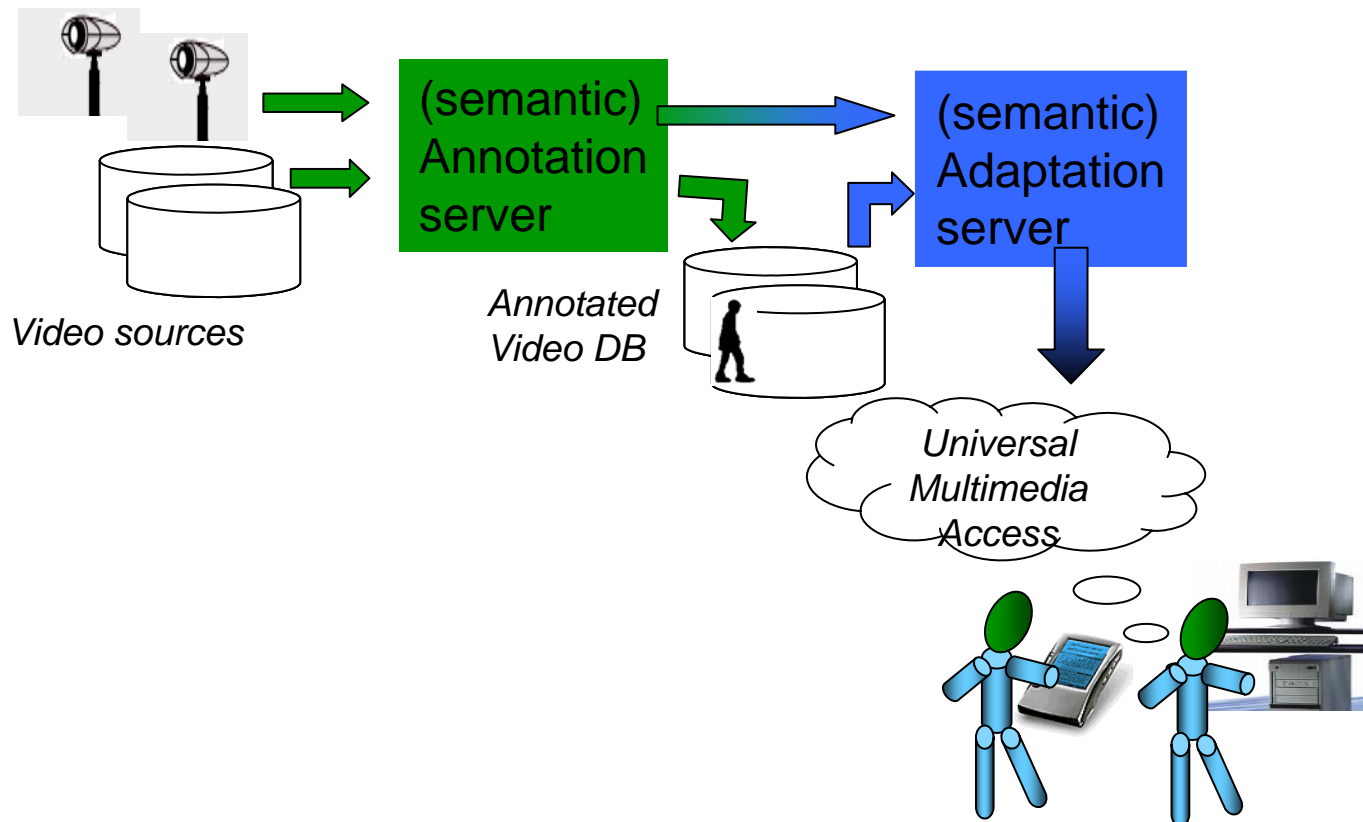 (semantic)
Annotation
server
(semantic)
Adaptation
server
Video sources
Annotated
Video DB
Universal
Multimedia
Access